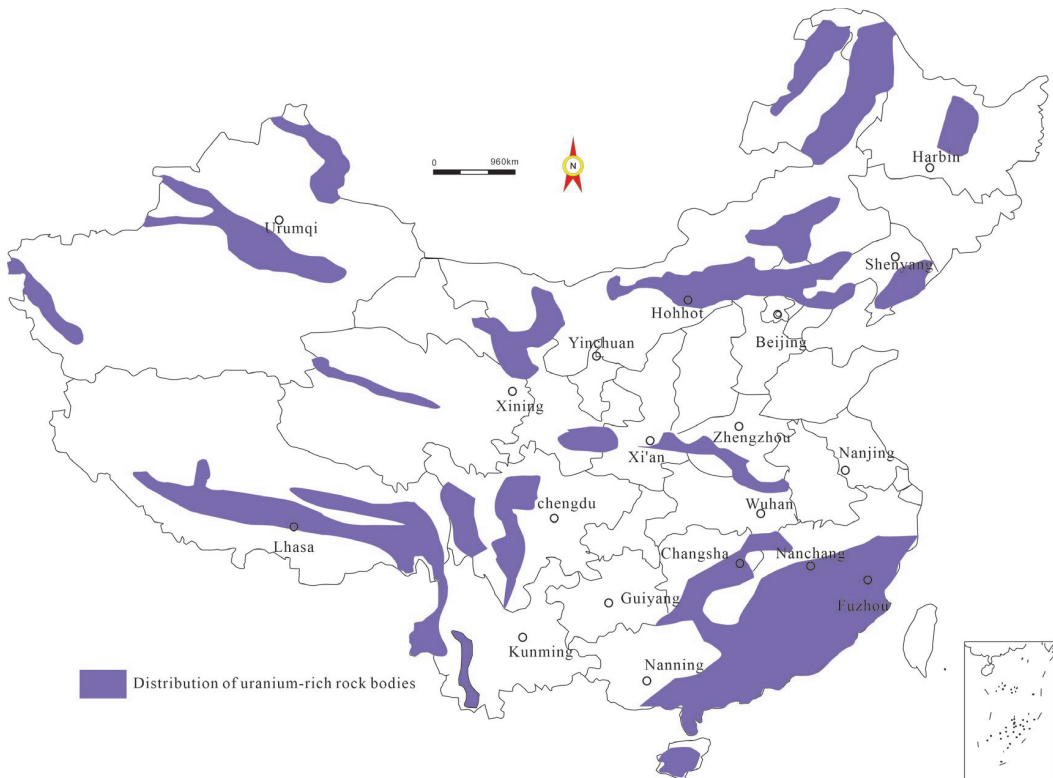 Harbin
0 960km
N
Urumqi
Shenyang
Hohhot
Beijing
Yinchuan
Xining
Zhengzhou
Xi'an
Nanjing
chengdu
Wuhan
Lhasa
Changsha
Nanchang
Guiyang
Fuzhou
Kunming
Nanning
Distribution of uranium-rich rock bodies